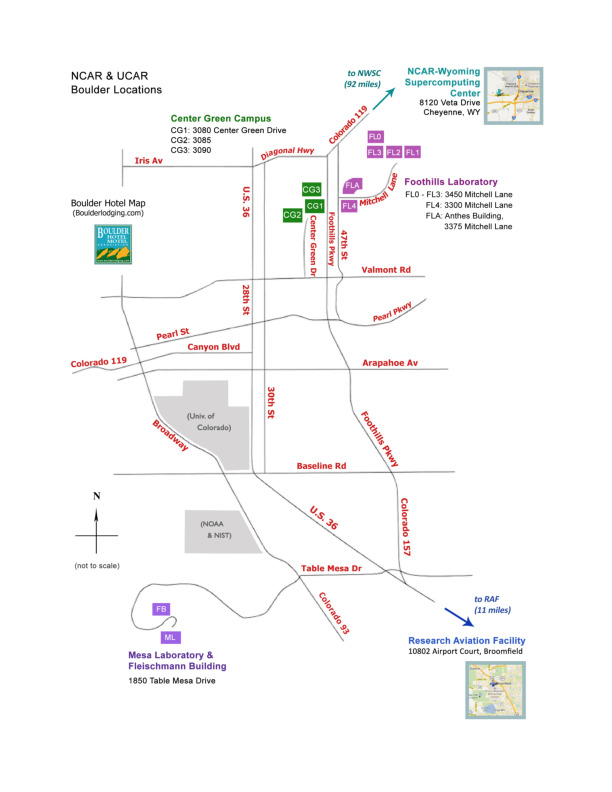 NCAR & UCAR
Boulder Locations
to NWSC
(92 miles)
NCAR-Wyoming
Supercomputing
Center
8120 Veta Drive
Cheyenne, WY
Center Green Campus
CG1: 3080 Center Green Drive
CG2: 3085
CG3: 3090
Colorado 119
Diagonal Hwy
Iris Av
FL0
FL3
FL2
FL1
Foothills Laboratory
FL0 - FL3: 3450 Mitchell Lane
FL4: 3300 Mitchell Lane
FLA: Anthes Building,
3375 Mitchell Lane
FLA
FL4
Mitchell Lane
CG3
CG1
CG2
U.S. 36
Center Green Dr
Foothills Pkwy
47th St
Boulder Hotel Map
(Boulderlodging.com)
BOULDER
HOTEL
MOTEL
Valmont Rd
28th St
Pearl Pkwy
Pearl St
Canyon Blvd
Colorado 119
Arapahoe Av
(Univ. of
Colorado)
30th St
Broadway
Foothills Pkwy
Baseline Rd
N
(not to scale)
(NOAA
& NIST)
U.S. 36
Colorado 157
Table Mesa Dr
Colorado 93
to RAF
(11 miles)
FB
ML
Mesa Laboratory &
Fleischmann Building
1850 Table Mesa Drive
Research Aviation Facility
10802 Airport Court, Broomfield